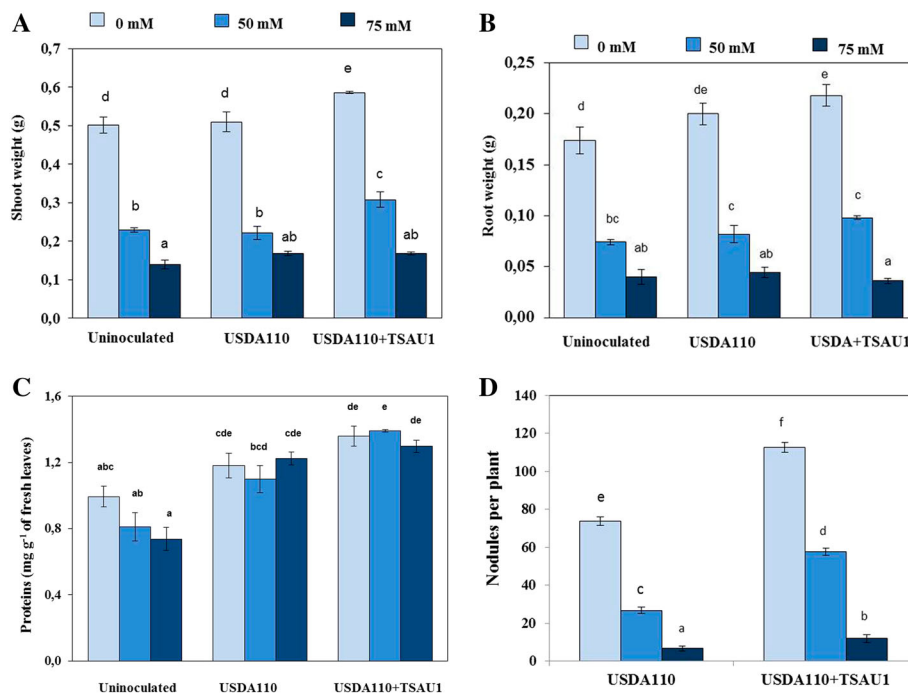 A
0 mM 50 mM 75 mM
Shoot weight (g)
0,7
0,6
0,5
0,4
0,3
0,2
0,1
0,0
d
b
a
d
b
ab
e
c
ab
Uninoculated USDA110 USDA110+TSAU1
B
0 mM 50 mM 75 mM
Root weight (g)
0,25
0,20
0,15
0,10
0,05
0,00
d
bc
ab
de
c
ab
e
c
a
Uninoculated USDA110 USDA+TSAU1
C
Proteins (mg g-1 of fresh leaves)
1,6
1,2
0,8
0,4
0,0
abc
ab
a
cde
bcd
cde
de
e
de
Uninoculated USDA110 USDA110+TSAU1
D
Nodules per plant
140
120
100
80
60
40
20
0
e
c
a
f
d
b
USDA110 USDA110+TSAU1